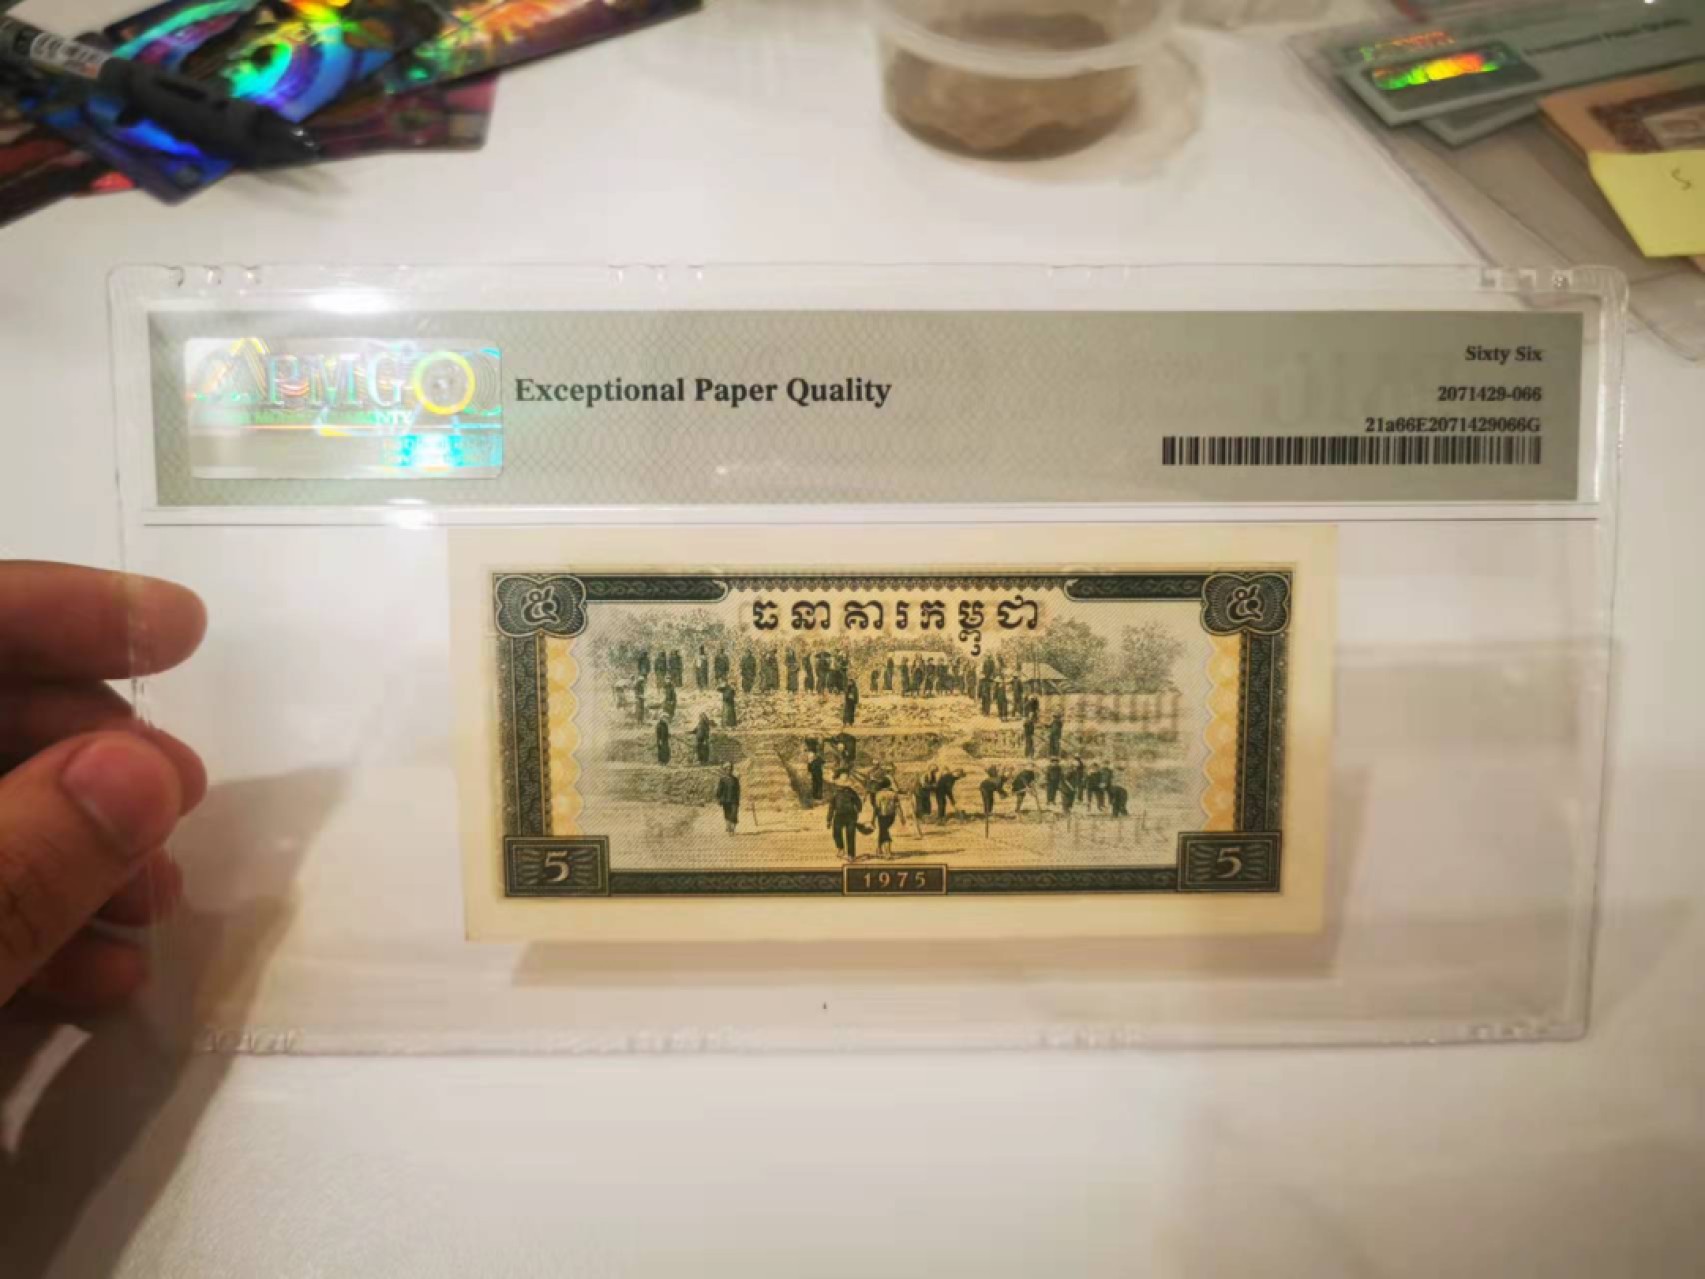 PMG
Exceptional Paper Quality
Sixty Six
2071429-066
21a66E2071429066G
៥ ធនាគារកម្ពុជា ៥
5 1975 5
S